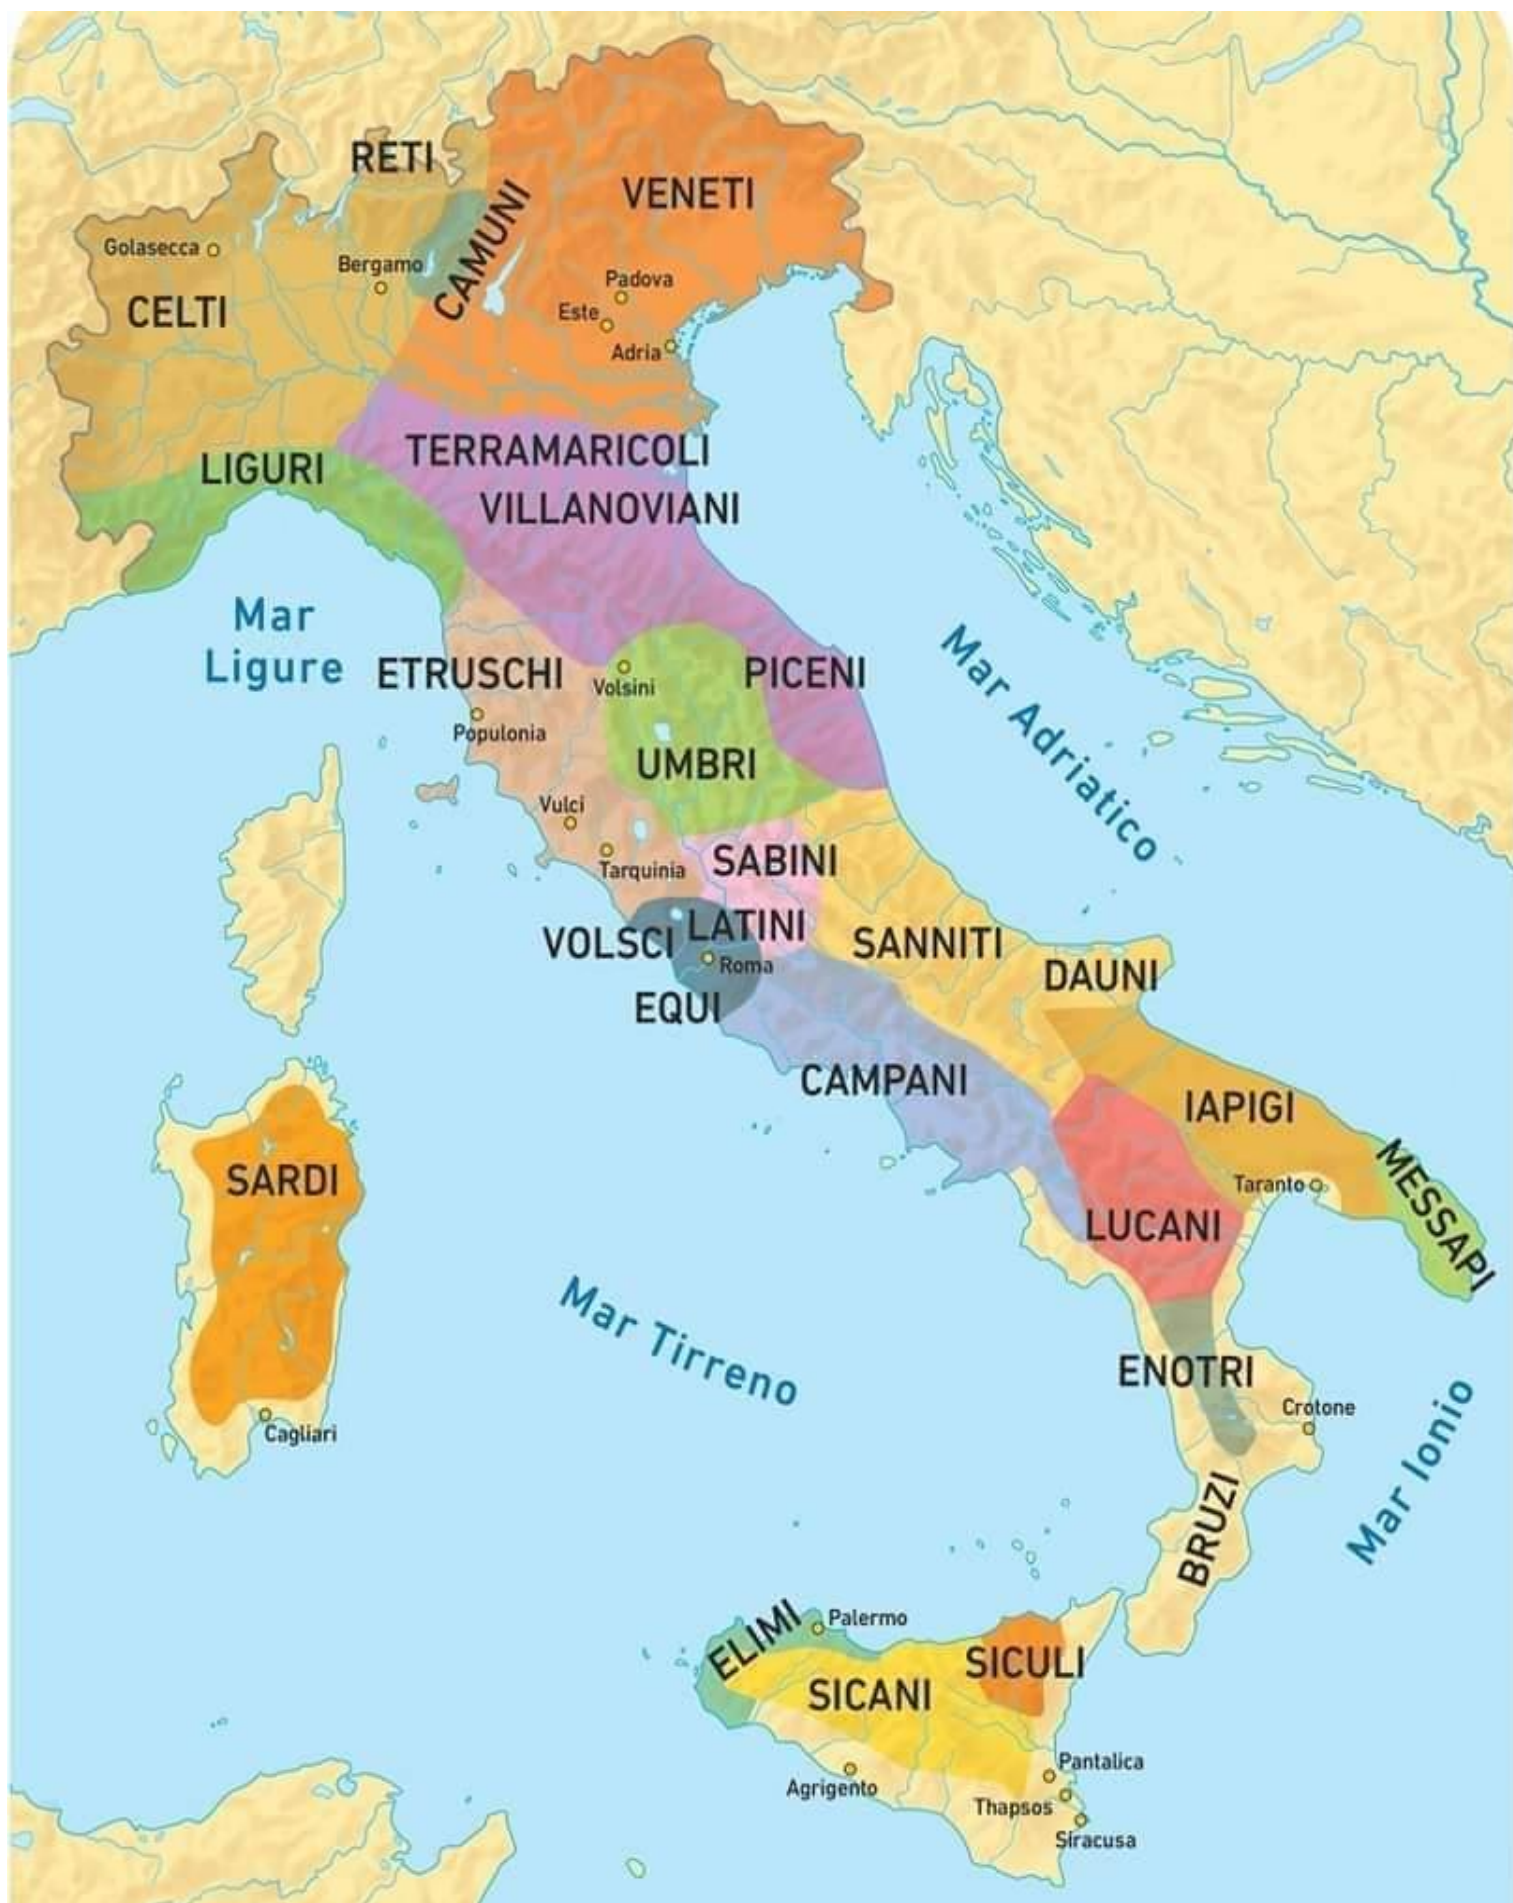 RETI
VENETI
CAMUNI
Golasecca
Bergamo
CELTI
Padova
Este
Adria
LIGURI
TERRAMARICOLI
VILLANOVIANI
Mar
Ligure
ETRUSCHI
Volsini
PICENI
Populonia
UMBRI
Mar Adriatico
Vulci
Tarquinia
SABINI
LATINI
VOLSCI
Roma
EQUI
SANNITI
DAUNI
CAMPANI
IAPIGI
MESSAPI
Taranto
LUCANI
SARDI
Cagliari
Mar Tirreno
ENOTRI
Crotone
Mar Ionio
BRUZI
ELIMI
Palermo
SICULI
SICANI
Pantalica
Agrigento
Thapsos
Siracusa